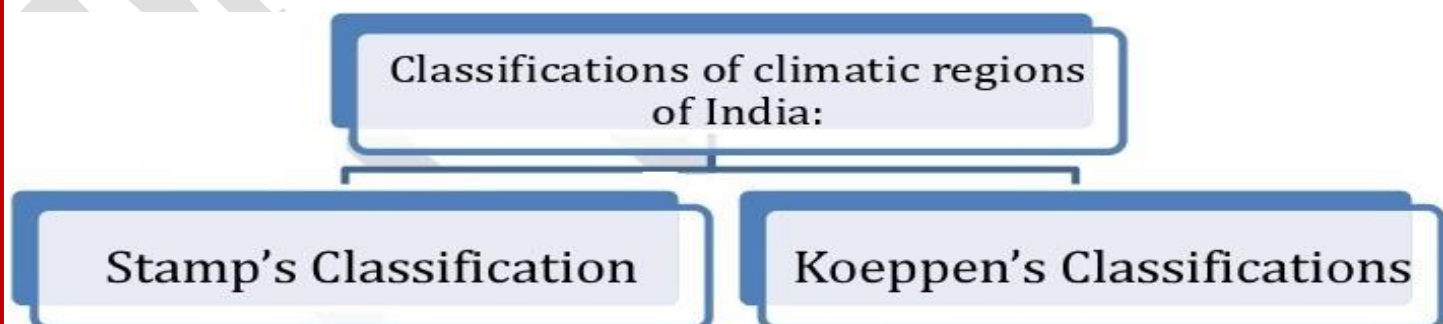 Classifications of climatic regions
of India:
Stamp’s Classification
Koeppen’s Classifications